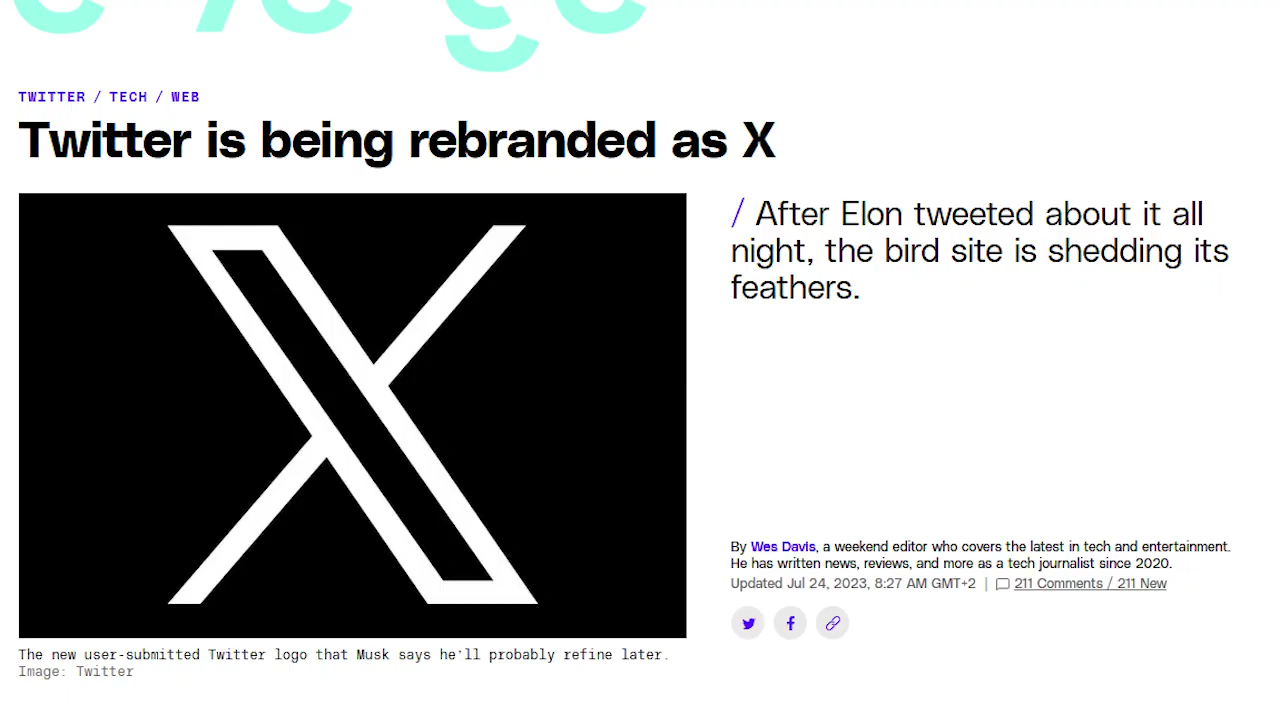 TWITTER / TECH / WEB
Twitter is being rebranded as X
/ After Elon tweeted about it all
night, the bird site is shedding its
feathers.
By Wes Davis, a weekend editor who covers the latest in tech and entertainment.
He has written news, reviews, and more as a tech journalist since 2020.
Updated Jul 24, 2023, 8:27 AM GMT+2 | 211 Comments / 211 New
The new user-submitted Twitter logo that Musk says he'll probably refine later.
Image: Twitter